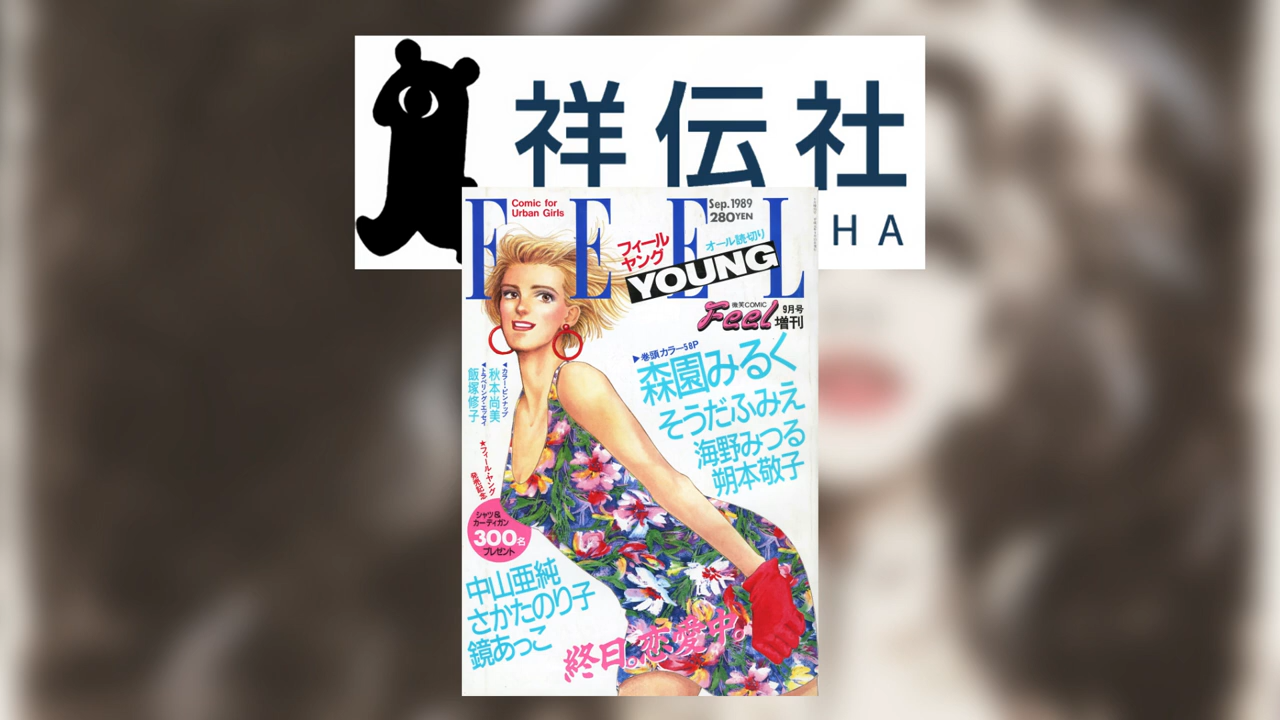 祥伝社
HA
FEEL
Comic for
Urban Girls
Sep.1989
280YEN
フィール
ヤング
オール読切り
YOUNG
微笑COMIC
Feel
9月号
増刊
▶巻頭カラー58P
森園みるく
そうだふみえ
海野みつる
朔本敬子
◀カラー・ピンナップ
秋本尚美
◀トラベリング・エッセイ
飯塚修子
★フィール・ヤング
発売記念
シャツ&
カーディガン
300名
プレゼント
中山亜純
さかたのり子
鏡あっこ
終日。恋愛中。